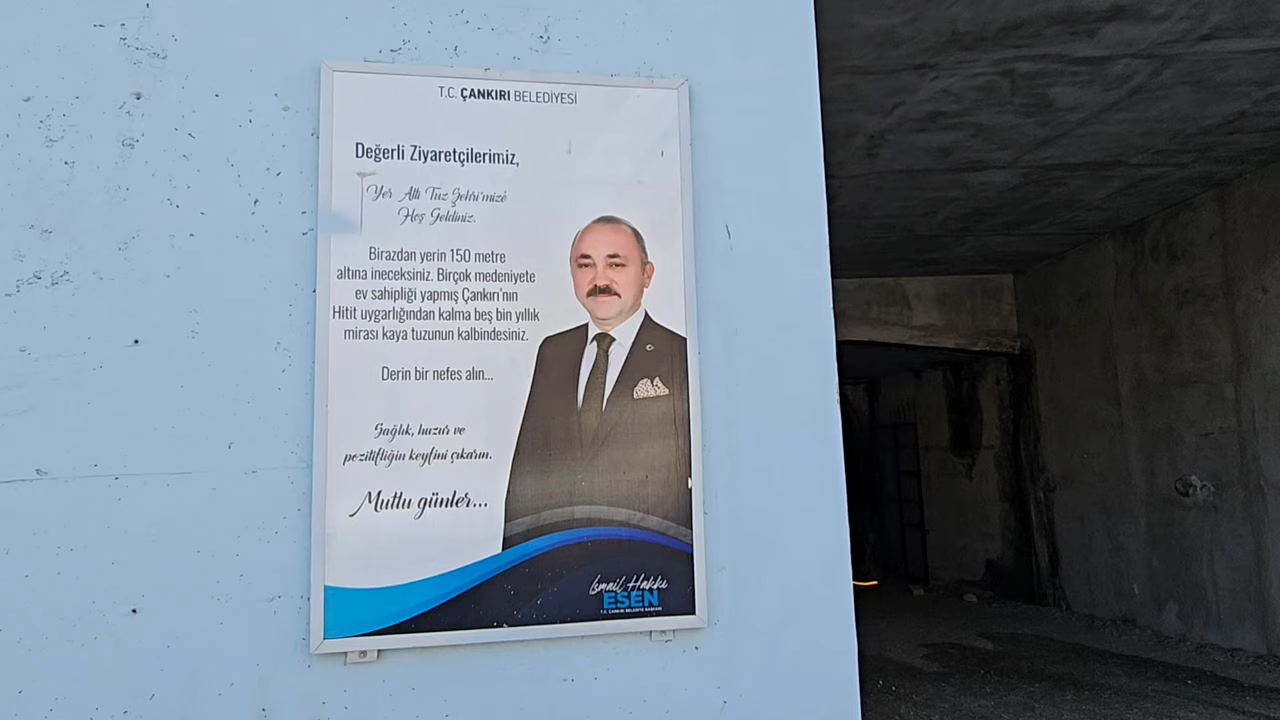 T.C. ÇANKIRI BELEDİYESİ
Değerli Ziyaretçilerimiz,
Yer Altı Tuz Şehri'mize
Hoş Geldiniz.
Birazdan yerin 150 metre
altına ineceksiniz. Birçok medeniyete
ev sahipliği yapmış Çankırı'nın
Hitit uygarlığından kalma beş bin yıllık
mirası kaya tuzunun kalbindesiniz.
Derin bir nefes alın...
Sağlık, huzur ve
pozitifliğin keyfini çıkarın.
Mutlu günler...
İsmail Hakkı
ESEN
T.C. ÇANKIRI BELEDİYE BAŞKANI